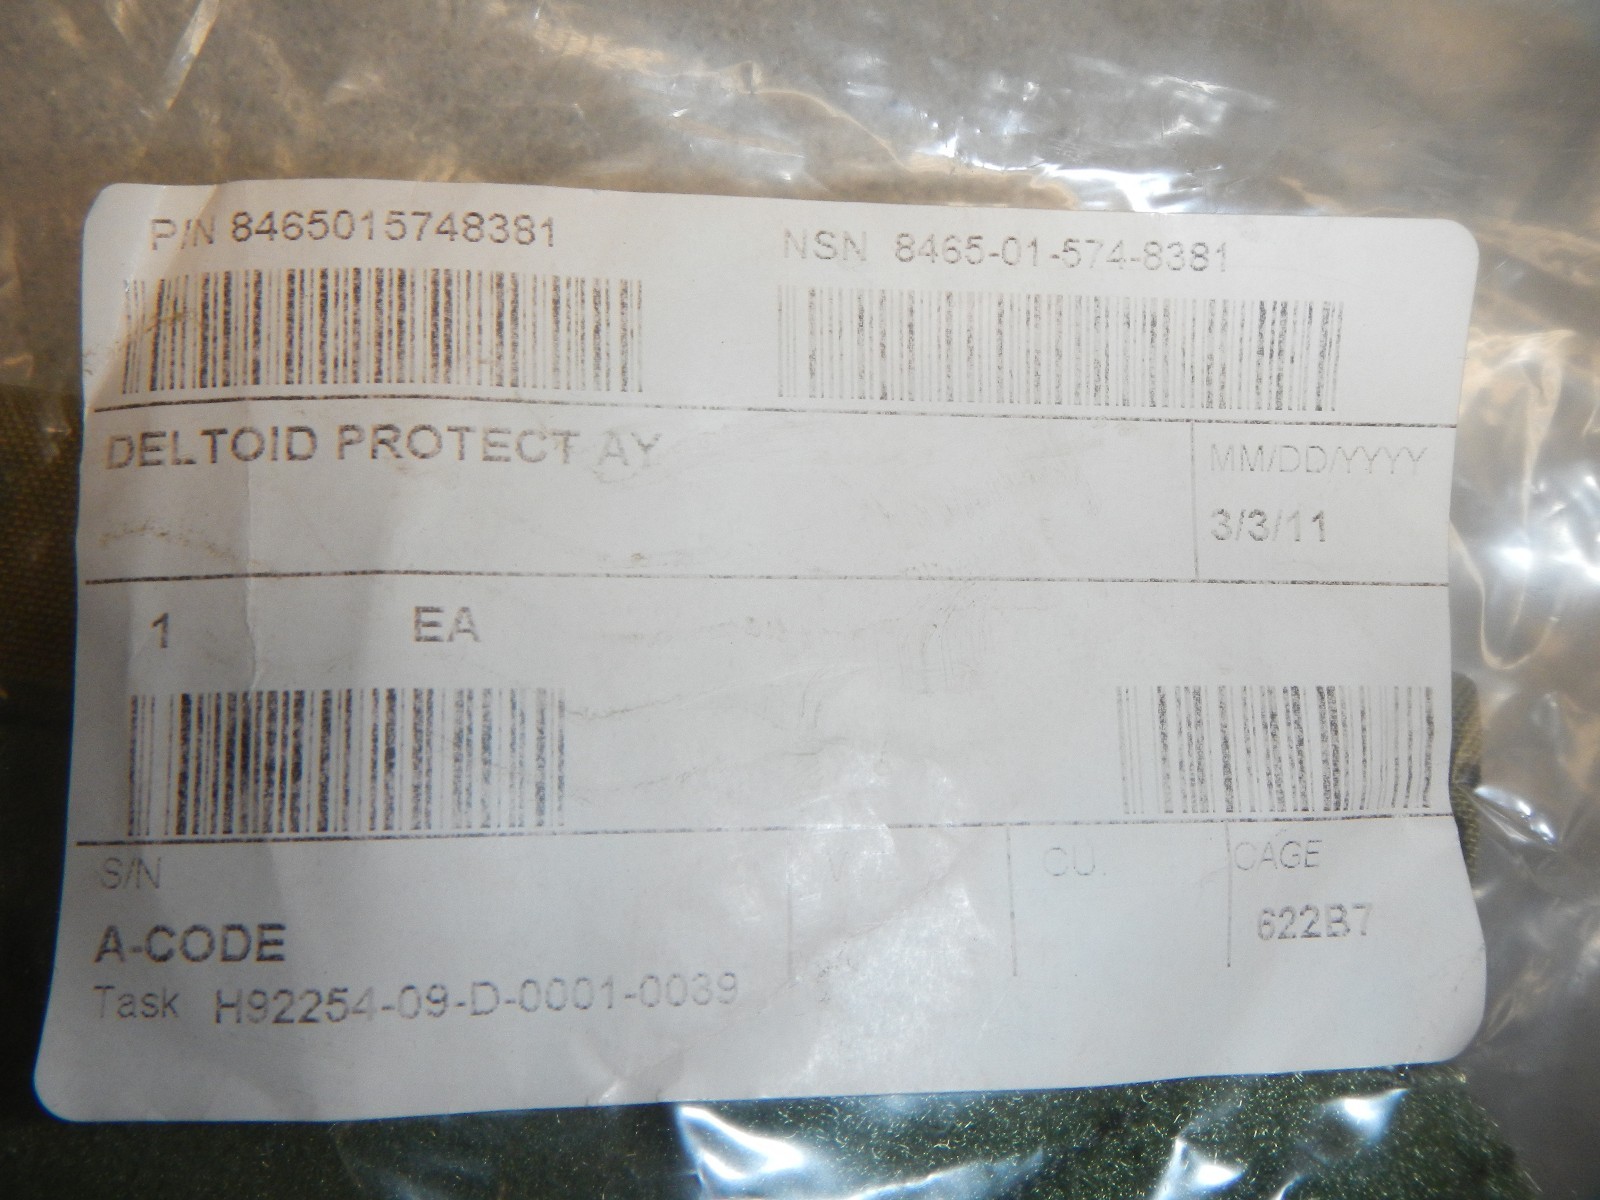 P/N 8465015748381
NSN 8465-01-574-8381
DELTOID PROTECT AY
MM/DD/YYYY
3/3/11
1 EA
S/N
CU.
CAGE
A-CODE
622B7
Task H92254-09-D-0001-0039